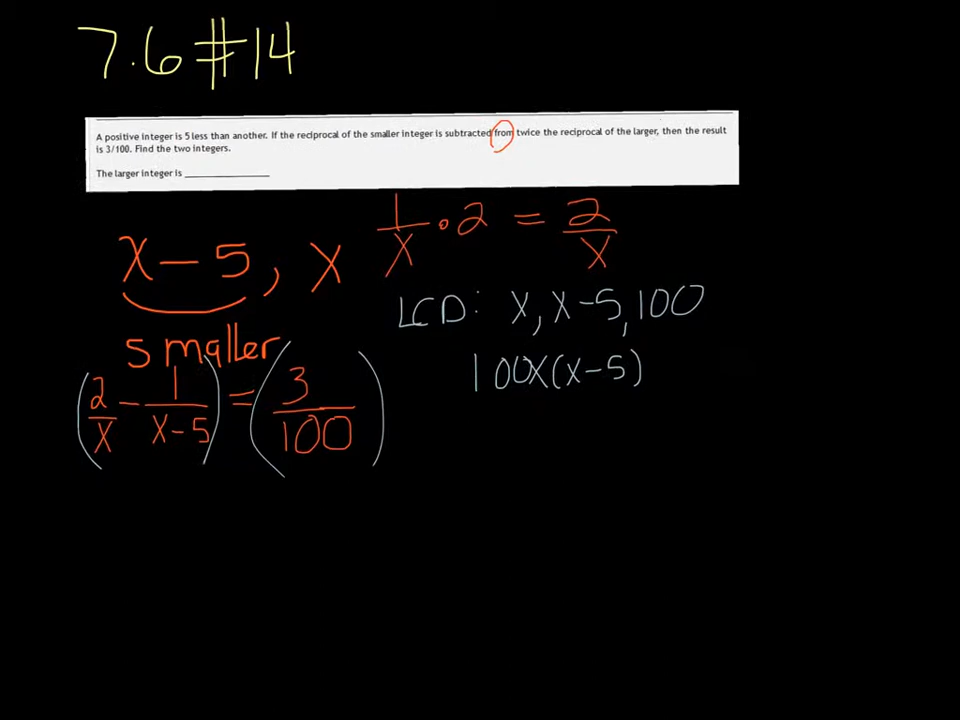 7.6 #14
A positive integer is 5 less than another. If the reciprocal of the smaller integer is subtracted from twice the reciprocal of the larger, then the result
is 3/100. Find the two integers.
The larger integer is ________________
x-5, x
smaller
1/x • 2 = 2/x
LCD: x, x-5, 100
100x(x-5)
(2/x - 1/x-5) = (3/100)